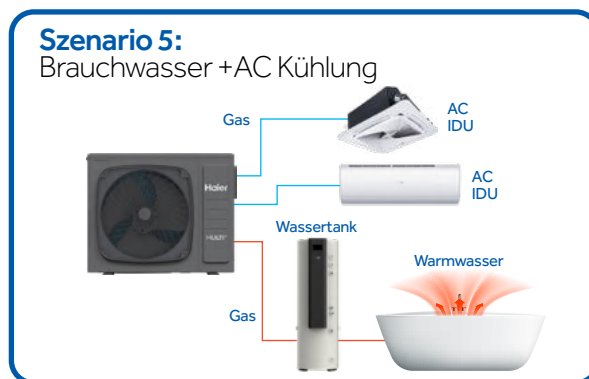 Szenario 5:
Brauchwasser +AC Kühlung
Gas
AC
IDU
Haier
AC
IDU
Wassertank
Warmwasser
Gas